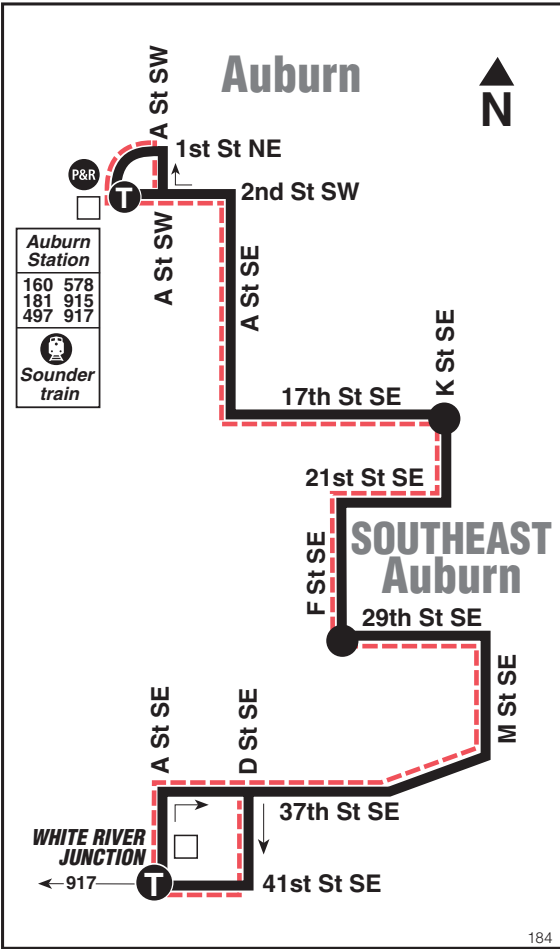 Auburn
N
A St SW
1st St NE
P&R
T
2nd St SW
Auburn
Station
160 578
181 915
497 917
Sounder
train
A St SW
A St SE
K St SE
17th St SE
21st St SE
SOUTHEAST
Auburn
F St SE
29th St SE
M St SE
A St SE
D St SE
37th St SE
WHITE RIVER
JUNCTION
917
T
41st St SE
184